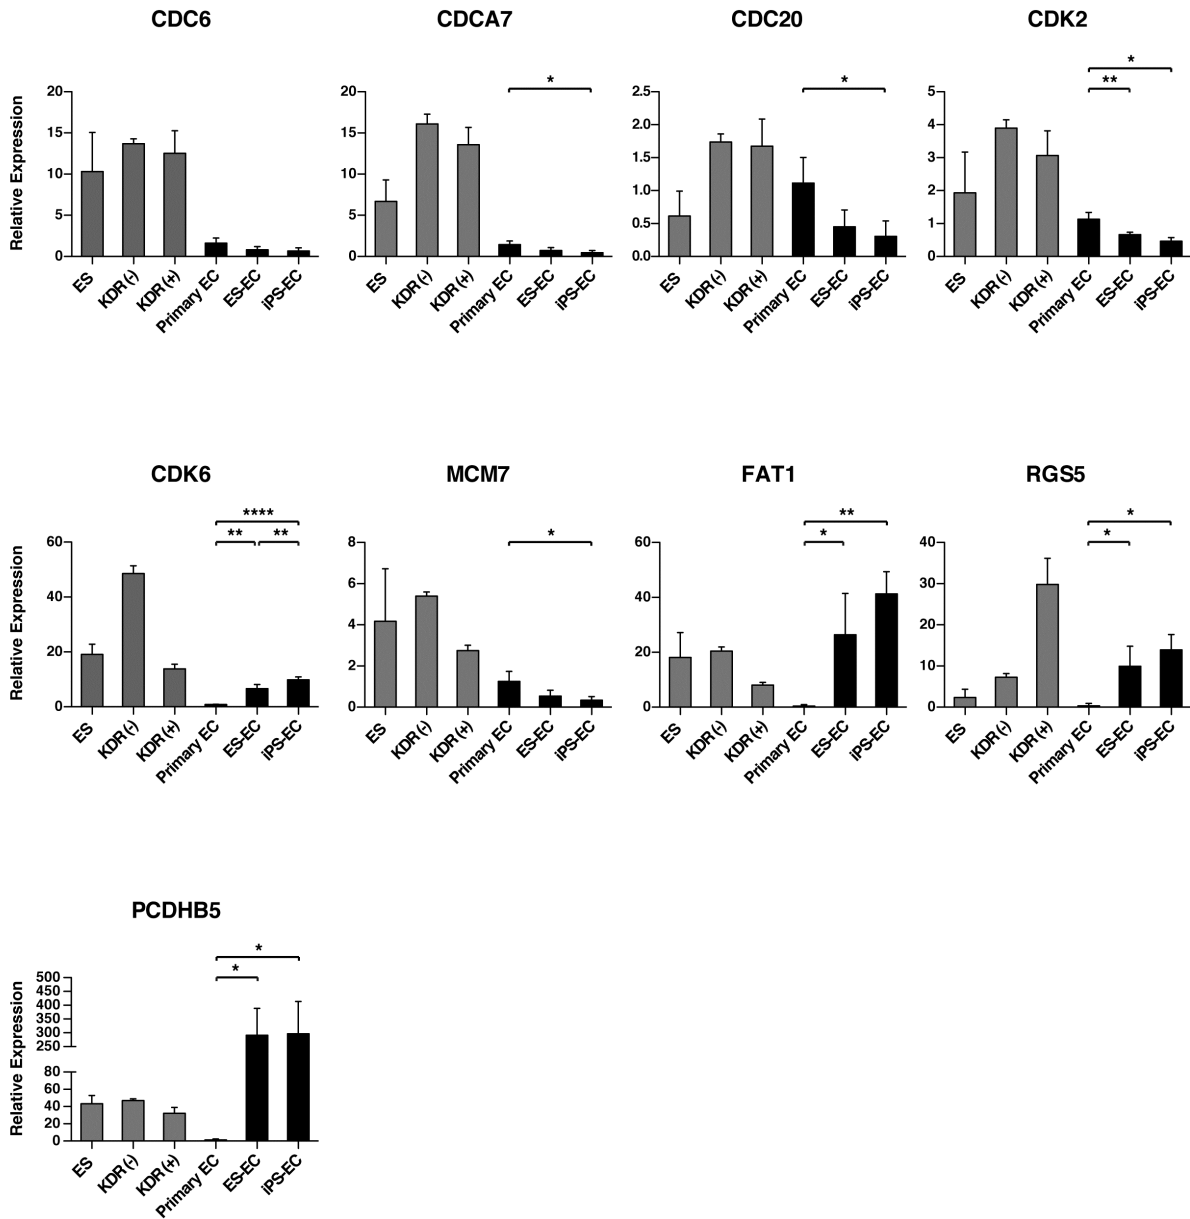 CDC6
CDCA7
CDC20
CDK2
Relative Expression
20
15
10
5
0
ES
KDR (-)
KDR (+)
Primary EC
ES-EC
iPS-EC
*
20
15
10
5
0
ES
KDR (-)
KDR (+)
Primary EC
ES-EC
iPS-EC
*
2.5
2.0
1.5
1.0
0.5
0.0
ES
KDR (-)
KDR (+)
Primary EC
ES-EC
iPS-EC
*
**
5
4
3
2
1
0
ES
KDR (-)
KDR (+)
Primary EC
ES-EC
iPS-EC
CDK6
MCM7
FAT1
RGS5
Relative Expression
****
** **
60
40
20
0
ES
KDR (-)
KDR (+)
Primary EC
ES-EC
iPS-EC
*
8
6
4
2
0
ES
KDR (-)
KDR (+)
Primary EC
ES-EC
iPS-EC
**
*
60
40
20
0
ES
KDR (-)
KDR (+)
Primary EC
ES-EC
iPS-EC
*
*
40
30
20
10
0
ES
KDR (-)
KDR (+)
Primary EC
ES-EC
iPS-EC
PCDHB5
Relative Expression
*
*
500
450
400
350
300
250
80
60
40
20
0
ES
KDR (-)
KDR (+)
Primary EC
ES-EC
iPS-EC